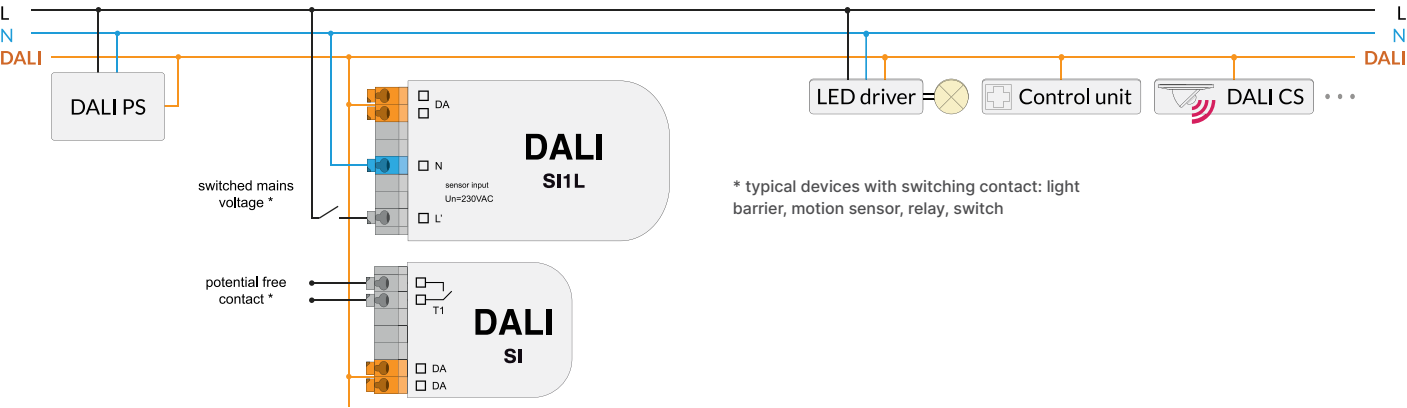 L
L
N
N
DALI
DALI
DALI PS
LED driver
Control unit
DALI CS
DA
DALI
SI1L
N
sensor input
Un=230VAC
L'
switched mains
voltage *
* typical devices with switching contact: light
barrier, motion sensor, relay, switch
potential free
contact *
T1
DALI
SI
DA
DA